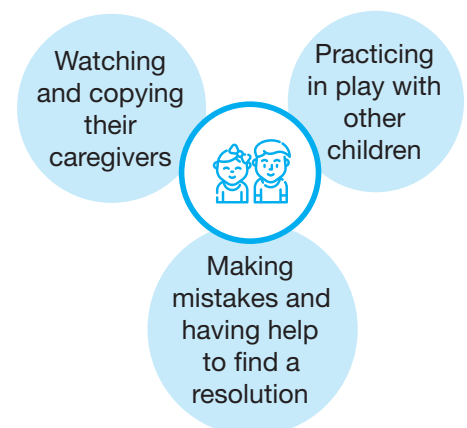 Watching
and copying
their
caregivers
Practicing
in play with
other
children
Making
mistakes and
having help
to find a
resolution